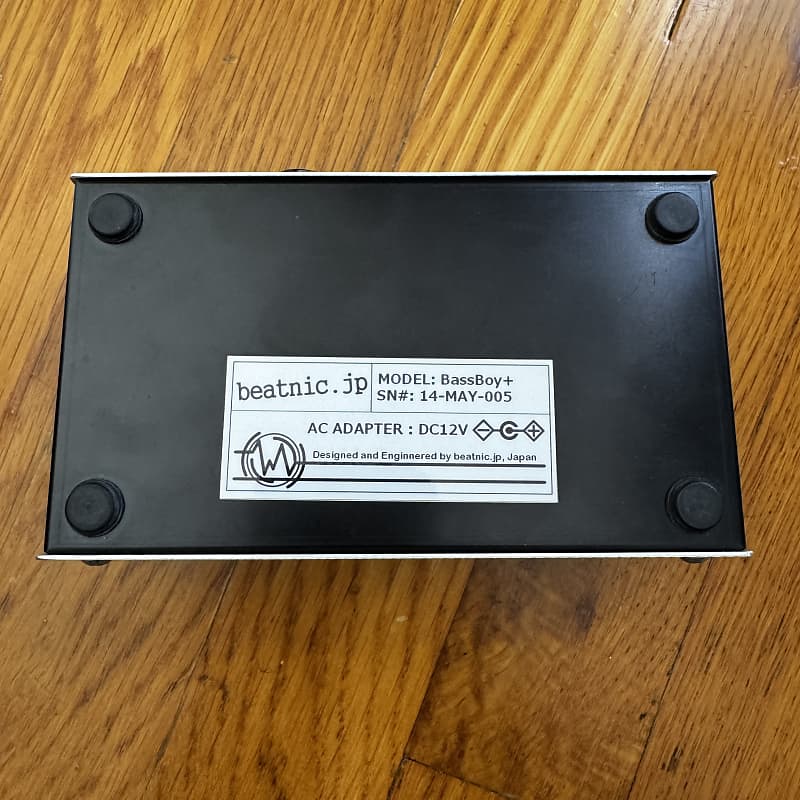 beatnic.jp
MODEL: BassBoy+
SN#: 14-MAY-005
AC ADAPTER : DC12V
Designed and Enginnered by beatnic.jp, Japan